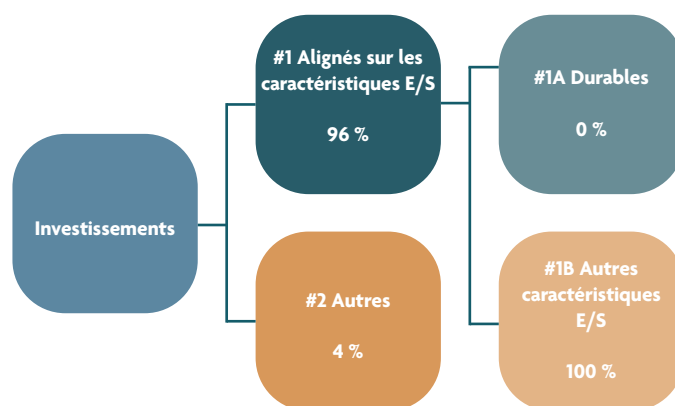 Investissements
#1 Alignés sur les
caractéristiques E/S
96 %
#2 Autres
4 %
#1A Durables
0 %
#1B Autres
caractéristiques
E/S
100 %